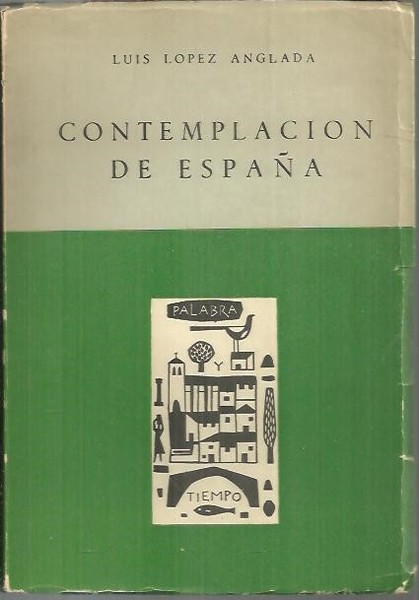 LUIS LOPEZ ANGLADA
CONTEMPLACION
DE ESPAÑA
PALABRA
Y
TIEMPO